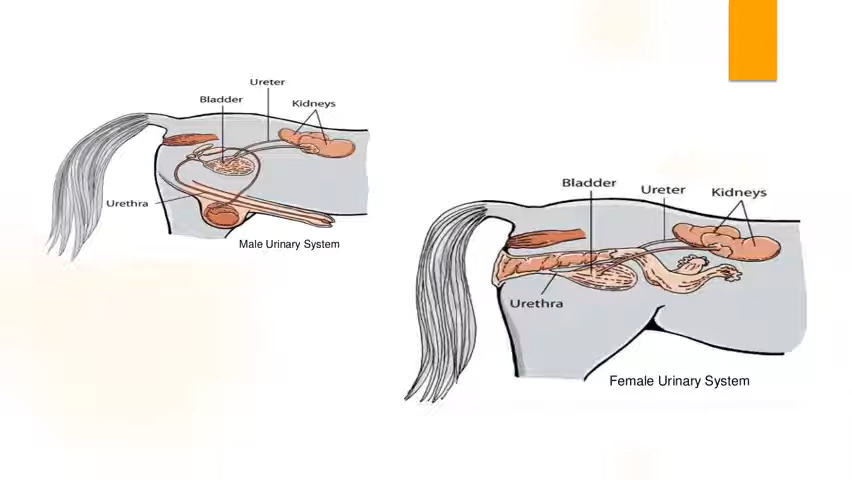 Ureter
Bladder
Kidneys
Urethra
Male Urinary System
Bladder
Ureter
Kidneys
Urethra
Female Urinary System